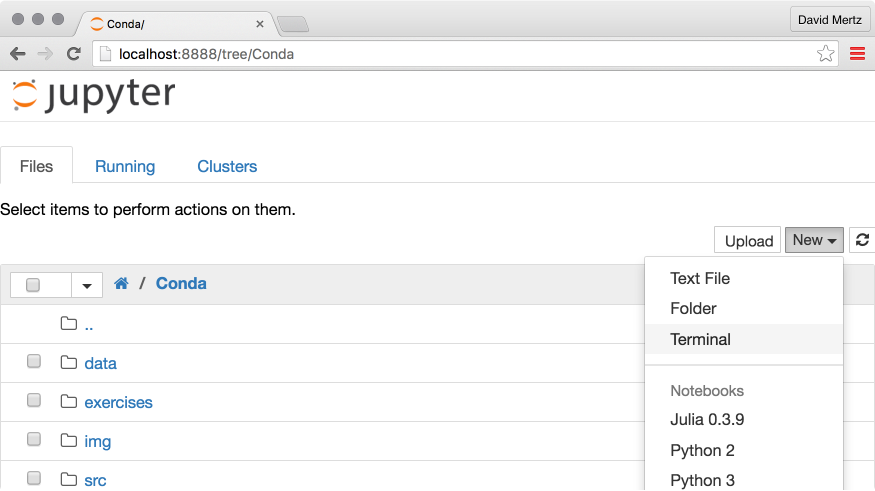 Conda/
David Mertz
localhost:8888/tree/Conda
jupyter
Files Running Clusters
Select items to perform actions on them.
Upload New
/ Conda
Text File
Folder
Terminal
Notebooks
Julia 0.3.9
Python 2
Python 3
..
data
exercises
img
src